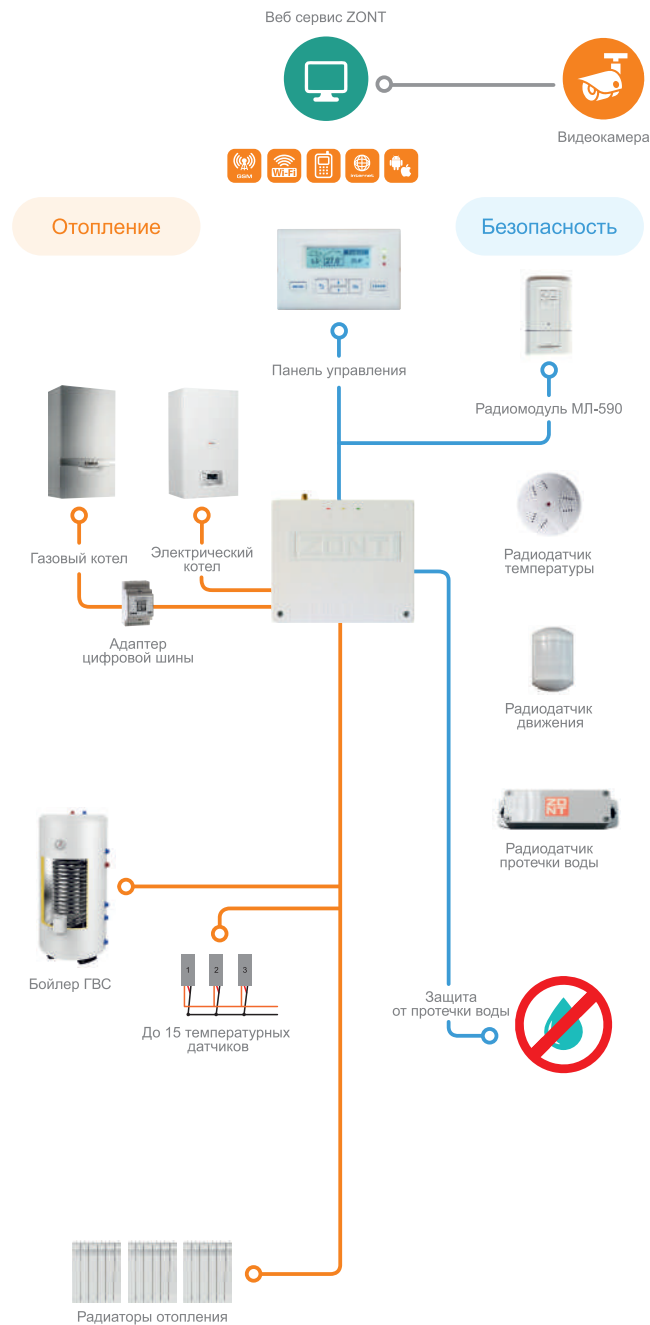 Веб сервис ZONT
Видеокамера
GSM
Wi-Fi
Internet
Отопление
Безопасность
Панель управления
Радиомодуль МЛ-590
ZONT
Газовый котел
Электрический
котел
Адаптер
цифровой шины
Радиодатчик
температуры
Радиодатчик
движения
ZO
NT
Радиодатчик
протечки воды
Бойлер ГВС
1 2 3
До 15 температурных
датчиков
Защита
от протечки воды
Радиаторы отопления